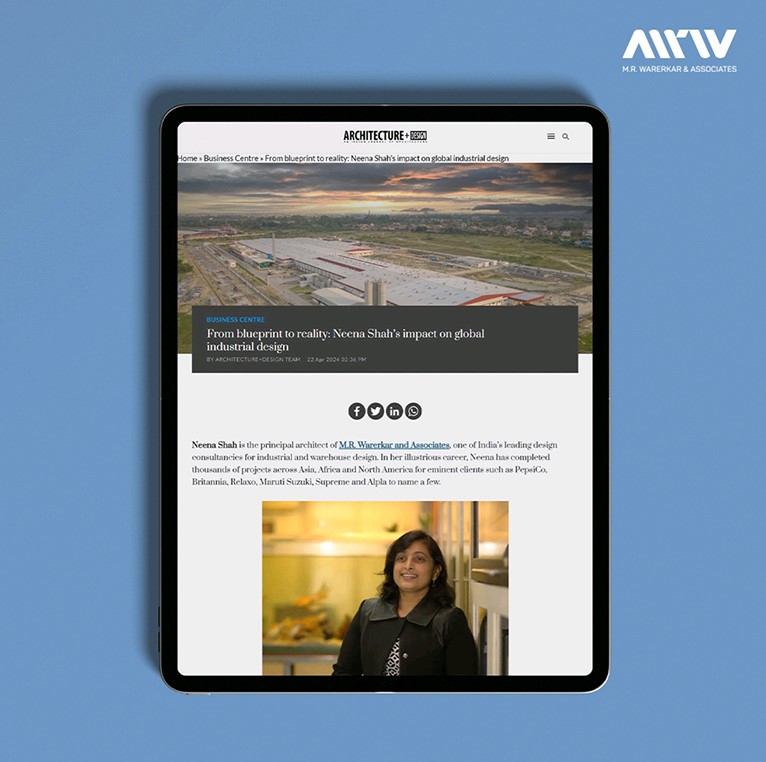 M.R. WARERKAR & ASSOCIATES
ARCHITECTURE+DESIGN
AN INDIAN JOURNAL OF ARCHITECTURE
Home » Business Centre » From blueprint to reality: Neena Shah's impact on global industrial design
BUSINESS CENTRE
From blueprint to reality: Neena Shah's impact on global
industrial design
BY ARCHITECTURE+DESIGN TEAM 22 Apr 2024 02:36 PM
Neena Shah is the principal architect of M.R. Warerkar and Associates, one of India's leading design
consultancies for industrial and warehouse design. In her illustrious career, Neena has completed
thousands of projects across Asia, Africa and North America for eminent clients such as PepsiCo,
Britannia, Relaxo, Maruti Suzuki, Supreme and Alpla to name a few.